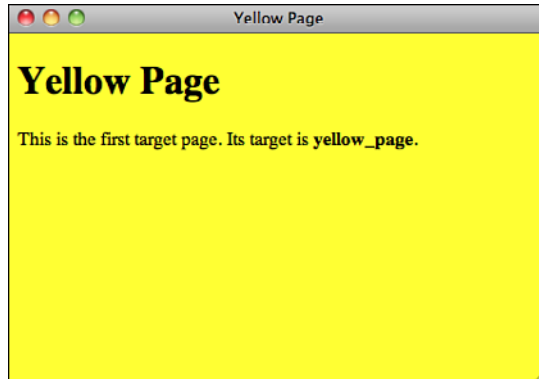 Yellow Page
Yellow Page
This is the first target page. Its target is yellow_page.